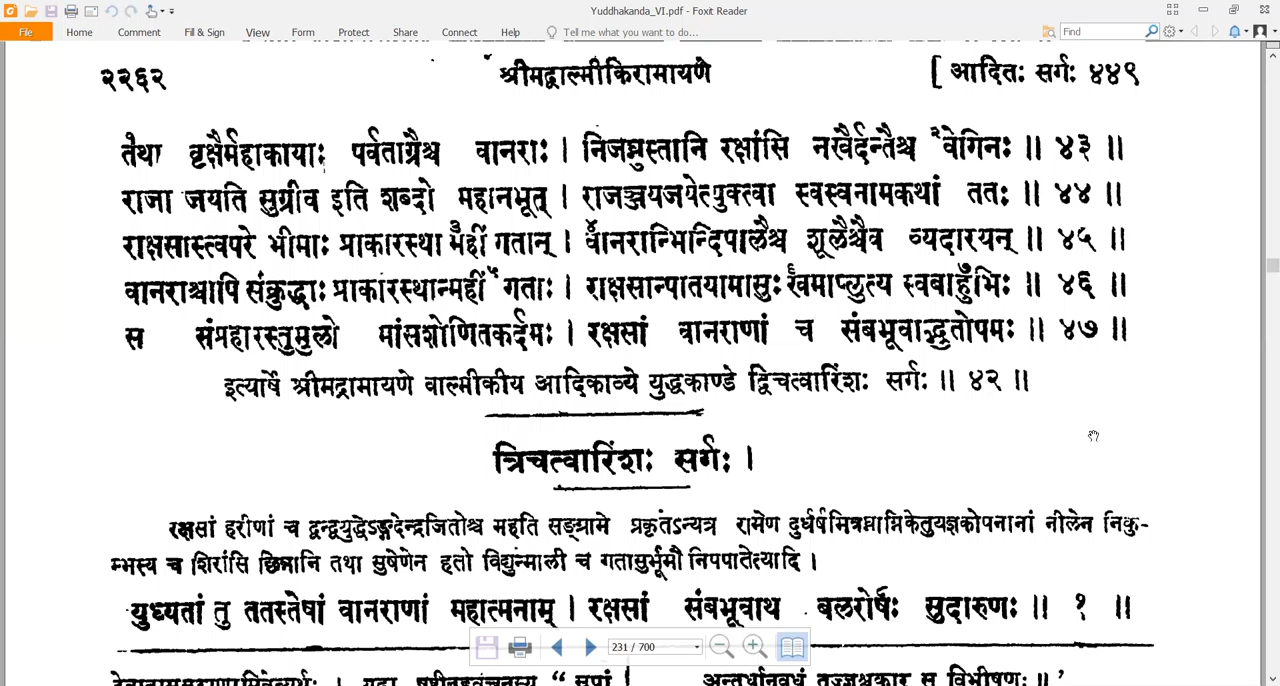 Yuddhakanda_VI.pdf - Foxit Reader
File Home Comment Fill & Sign View Form Protect Share Connect Help Tell me what you want to do... Find
२२६२ श्रीमद्वाल्मीकिरामायणे [ आदितः सर्गः ४४९
तथा वृक्षैर्महाकायाः पर्वताग्रैश्च वानराः । निजघ्नुस्तानि रक्षांसि नखैर्दन्तैश्च २वेगिनः ॥ ४३ ॥
राजा जयति सुग्रीव इति शब्दो महानभूत् । राजञ्जयजयेत्युक्त्वा स्वस्वनामकथां ततः ॥ ४४ ॥
राक्षसास्त्वपरे भीमाः प्राकारस्था ३महीं गतान् । ४वानरान्भिन्दिपालैश्च शूलैश्चैव व्यदारयन् ॥ ४५ ॥
वानराश्चापि संक्रुद्धाः प्राकारस्थान्महीं ५गताः । राक्षसान्पातयामासुः खमाप्लुत्य स्वबाहुभिः ॥ ४६ ॥
स संप्रहारस्तुमुलो मांसशोणितकर्दमः । रक्षसां वानराणां च संबभूवाद्भुतोपमः ॥ ४७ ॥
इत्यार्षे श्रीमद्रामायणे वाल्मीकीय आदिकाव्ये युद्धकाण्डे द्विचत्वारिंशः सर्गः ॥ ४२ ॥
त्रिचत्वारिंशः सर्गः ।
रक्षसां हरीणां च द्वन्द्वयुद्धेऽङ्गदेन्द्रजितोश्च महति सङ्ग्रामे प्रकृतेऽन्यत्र रामेण दुर्धर्षमित्रघ्नाग्निकेतुयज्ञकोपनानां नीलेन निकु-
म्भस्य च शिरांसि छिन्नानि तथा सुषेणेन हतो विद्युन्माली च गतासुर्भूमौ निपपातेत्यादि ।
युध्यतां तु ततस्तेषां वानराणां महात्मनाम् । रक्षसां संबभूवाथ बलरोषः सुदारुणः ॥ १ ॥
231 / 700